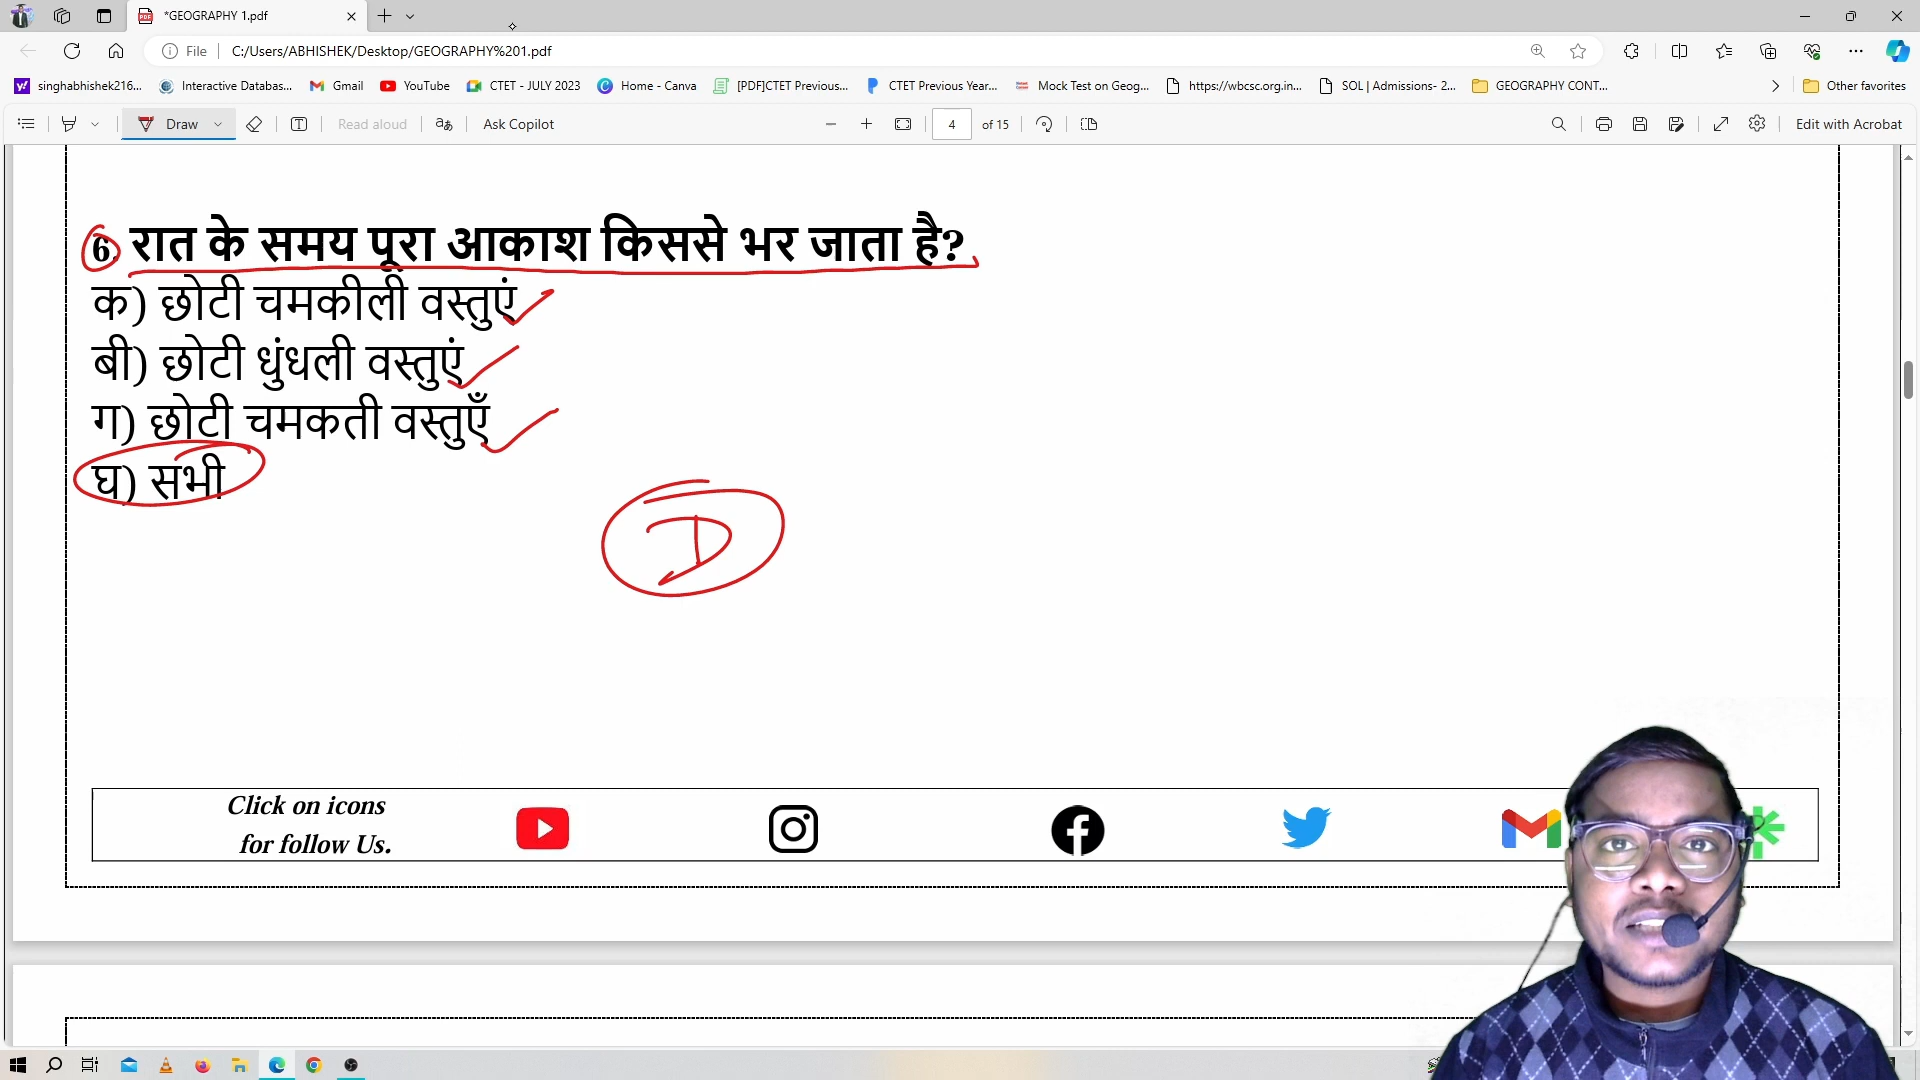 *GEOGRAPHY 1.pdf
File C:/Users/ABHISHEK/Desktop/GEOGRAPHY%201.pdf
singhabhishek216... Interactive Databas... Gmail YouTube CTET - JULY 2023 Home - Canva [PDF]CTET Previous... CTET Previous Year... Mock Test on Geog... https://wbcsc.org.in... SOL | Admissions- 2... GEOGRAPHY CONT... Other favorites
Draw Read aloud aあ Ask Copilot 4 of 15 Edit with Acrobat
6. रात के समय पूरा आकाश किससे भर जाता है?
क) छोटी चमकीली वस्तुएं
बी) छोटी धुंधली वस्तुएं
ग) छोटी चमकती वस्तुएँ
घ) सभी
D
Click on icons
for follow Us.